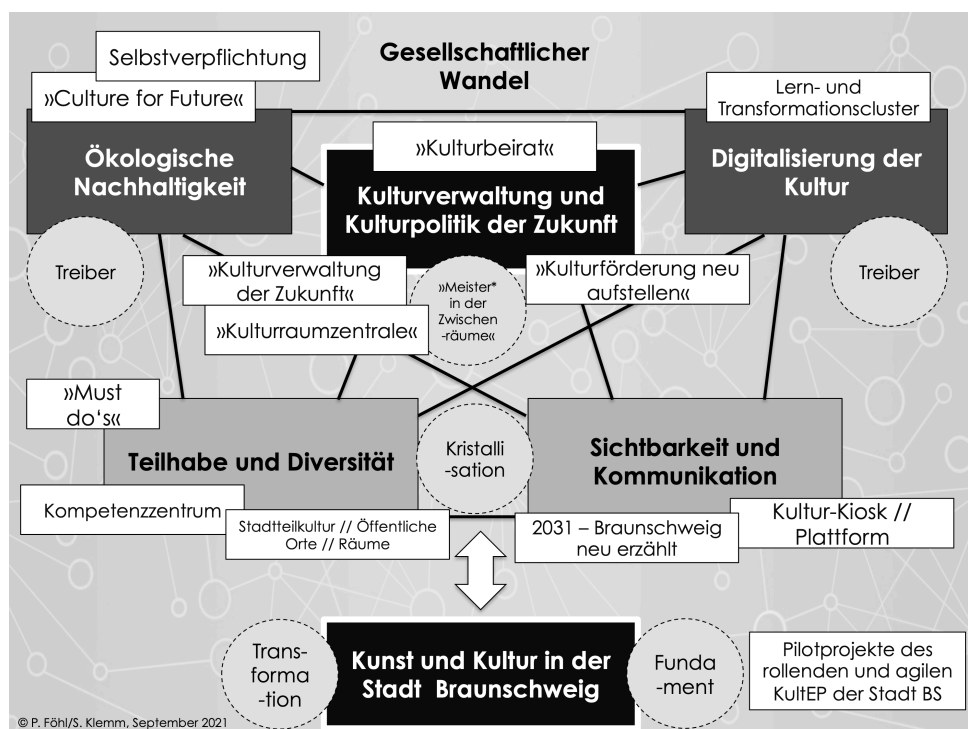 Selbstverpflichtung
»Culture for Future«
Gesellschaftlicher
Wandel
Lern- und
Transformationscluster
Ökologische
Nachhaltigkeit
»Kulturbeirat«
Kulturverwaltung und
Kulturpolitik der Zukunft
Digitalisierung der
Kultur
Treiber
»Kulturverwaltung
der Zukunft«
»Kulturraumzentrale«
»Meister*
in der
Zwischen
-räume«
»Kulturförderung neu
aufstellen«
Treiber
»Must
do‘s«
Teilhabe und Diversität
Kristalli
-sation
Sichtbarkeit und
Kommunikation
Kompetenzzentrum
Stadtteilkultur // Öffentliche
Orte // Räume
2031 – Braunschweig
neu erzählt
Kultur-Kiosk //
Plattform
Trans-
forma
-tion
Kunst und Kultur in der
Stadt Braunschweig
Funda
-ment
Pilotprojekte des
rollenden und agilen
KultEP der Stadt BS
© P. Föhl/S. Klemm, September 2021